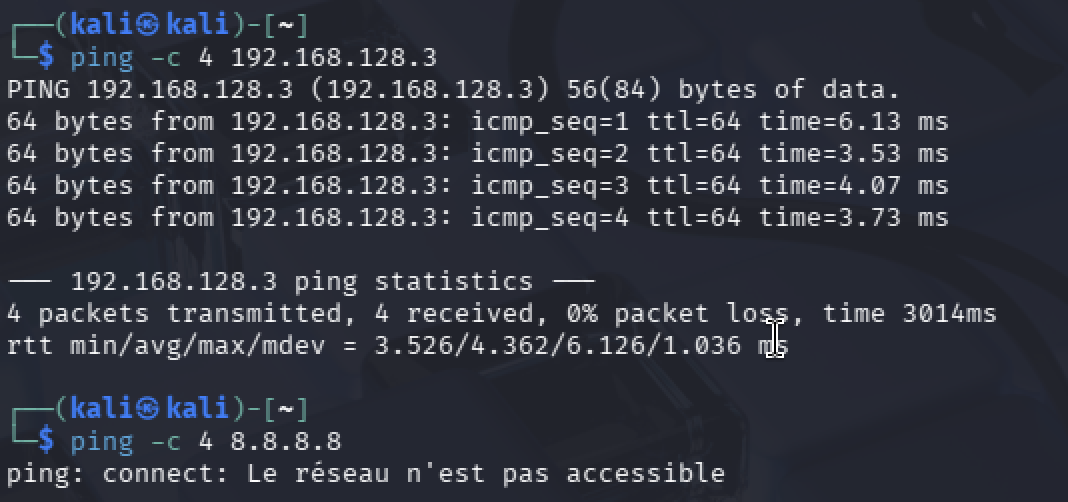 ┌──(kali㉿kali)-[~]
└─$ ping -c 4 192.168.128.3
PING 192.168.128.3 (192.168.128.3) 56(84) bytes of data.
64 bytes from 192.168.128.3: icmp_seq=1 ttl=64 time=6.13 ms
64 bytes from 192.168.128.3: icmp_seq=2 ttl=64 time=3.53 ms
64 bytes from 192.168.128.3: icmp_seq=3 ttl=64 time=4.07 ms
64 bytes from 192.168.128.3: icmp_seq=4 ttl=64 time=3.73 ms
--- 192.168.128.3 ping statistics ---
4 packets transmitted, 4 received, 0% packet loss, time 3014ms
rtt min/avg/max/mdev = 3.526/4.362/6.126/1.036 ms
┌──(kali㉿kali)-[~]
└─$ ping -c 4 8.8.8.8
ping: connect: Le réseau n'est pas accessible